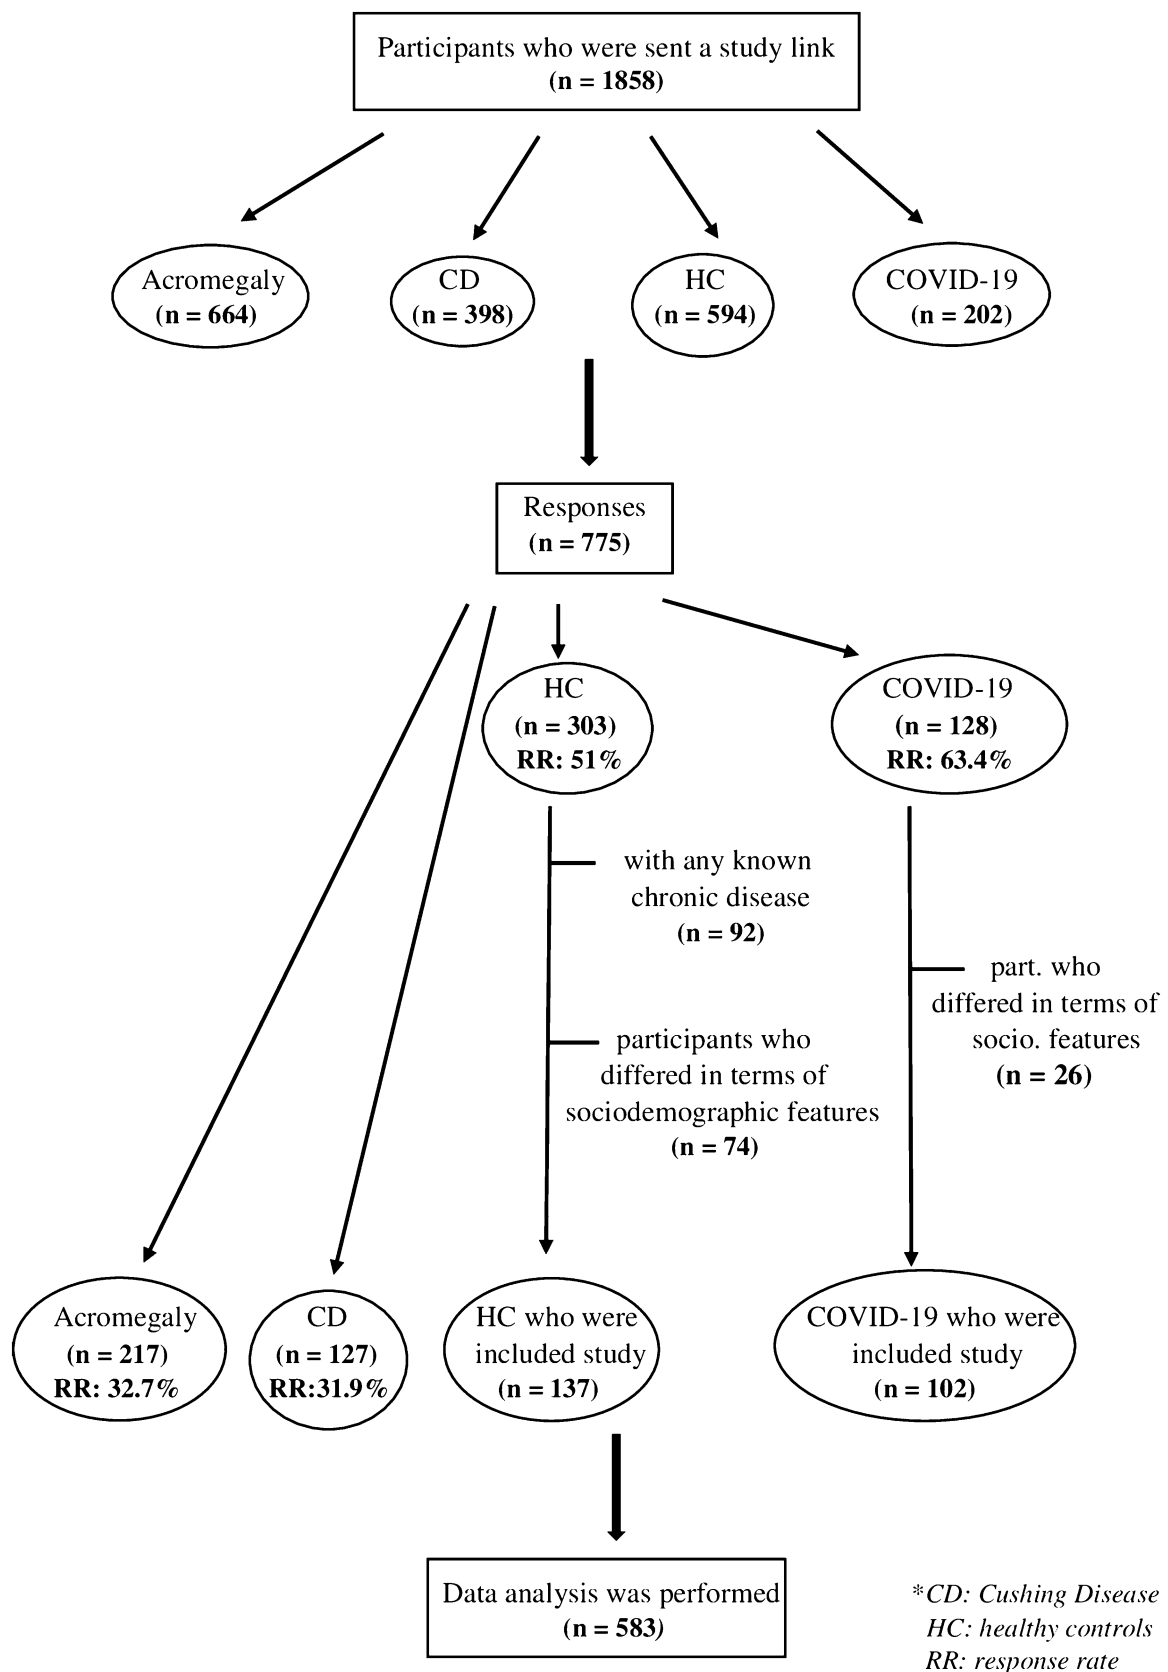 Participants who were sent a study link
(n = 1858)
Acromegaly
(n = 664)
CD
(n = 398)
HC
(n = 594)
COVID-19
(n = 202)
Responses
(n = 775)
HC
(n = 303)
RR: 51%
COVID-19
(n = 128)
RR: 63.4%
with any known
chronic disease
(n = 92)
part. who
differed in terms of
socio. features
(n = 26)
participants who
differed in terms of
sociodemographic features
(n = 74)
Acromegaly
(n = 217)
RR: 32.7%
CD
(n = 127)
RR:31.9%
HC who were
included study
(n = 137)
COVID-19 who were
included study
(n = 102)
Data analysis was performed
(n = 583)
*CD: Cushing Disease
HC: healthy controls
RR: response rate